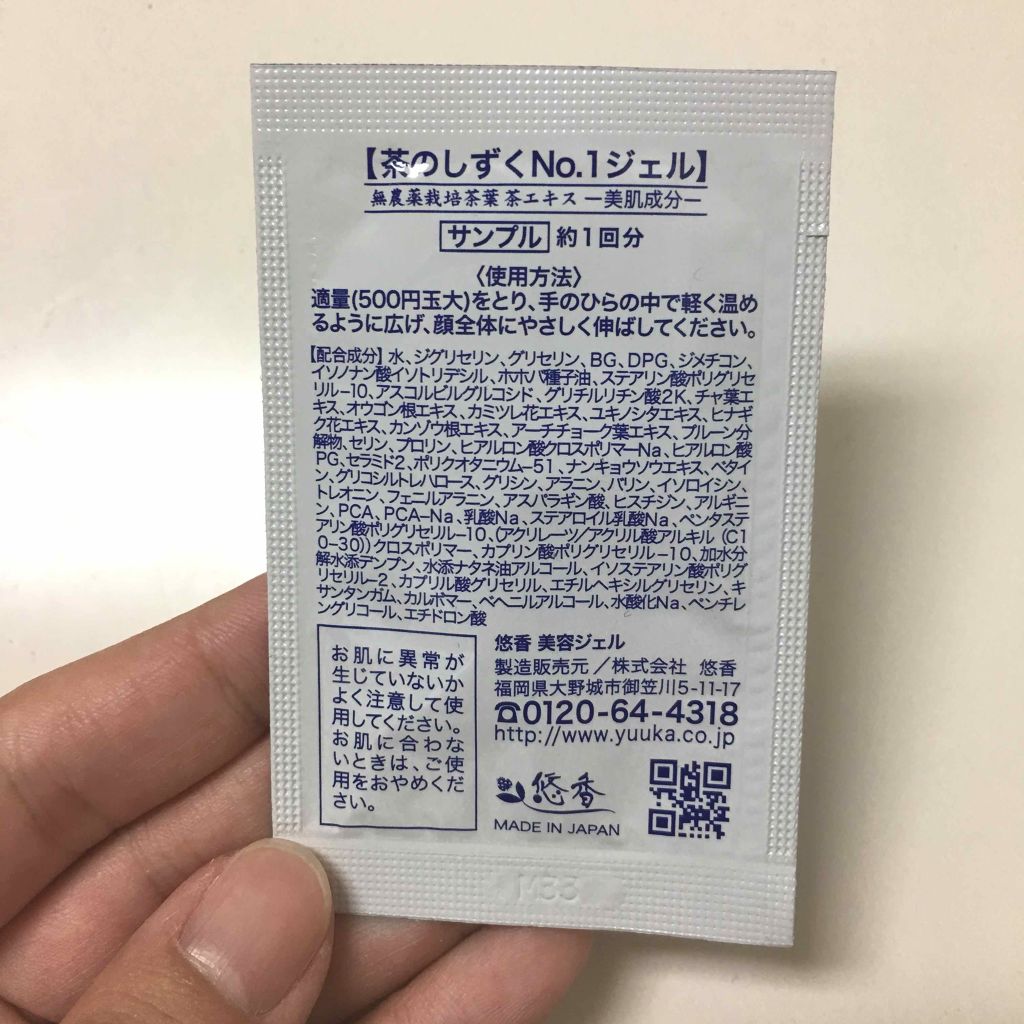 【茶のしずくNo.1ジェル】
無農薬栽培茶葉 茶エキス ー美肌成分ー
サンプル 約1回分
〈使用方法〉
適量(500円玉大)をとり、手のひらの中で軽く温め
るように広げ、顔全体にやさしく伸ばしてください。
【配合成分】水、ジグリセリン、グリセリン、BG、DPG、ジメチコン、
イソノナン酸イソトリデシル、ホホバ種子油、ステアリン酸ポリグリセ
リル-10、アスコルビルグルコシド、グリチルリチン酸2K、チャ葉エ
キス、オウゴン根エキス、カミツレ花エキス、ユキノシタエキス、ヒナギ
ク花エキス、カンゾウ根エキス、アーチチョーク葉エキス、プルーン分
解物、セリン、プロリン、ヒアルロン酸クロスポリマーNa、ヒアルロン酸
PG、セラミド2、ポリクオタニウム-51、ナンキョウソウエキス、ベタイ
ン、グリコシルトレハロース、グリシン、アラニン、バリン、イソロイシン、
トレオニン、フェニルアラニン、アスパラギン酸、ヒスチジン、アルギニ
ン、PCA、PCA-Na、乳酸Na、ステアロイル乳酸Na、ペンタステ
アリン酸ポリグリセリル-10、(アクリレーツ/アクリル酸アルキル(C1
0-30))クロスポリマー、カプリン酸ポリグリセリル-10、加水分
解水添デンプン、水添ナタネ油アルコール、イソステアリン酸ポリグ
リセリル-2、カプリル酸グリセリル、エチルヘキシルグリセリン、キ
サンタンガム、カルボマー、ベヘニルアルコール、水酸化Na、ペンチレ
ングリコール、エチドロン酸
お肌に異常が
生じていないか
よく注意して使
用してください。
お肌に合わな
いときは、ご使
用をおやめくだ
さい。
悠香 美容ジェル
製造販売元/株式会社 悠香
福岡県大野城市御笠川5-11-17
☎0120-64-4318
http://www.yuuka.co.jp
悠香
MADE IN JAPAN
M33